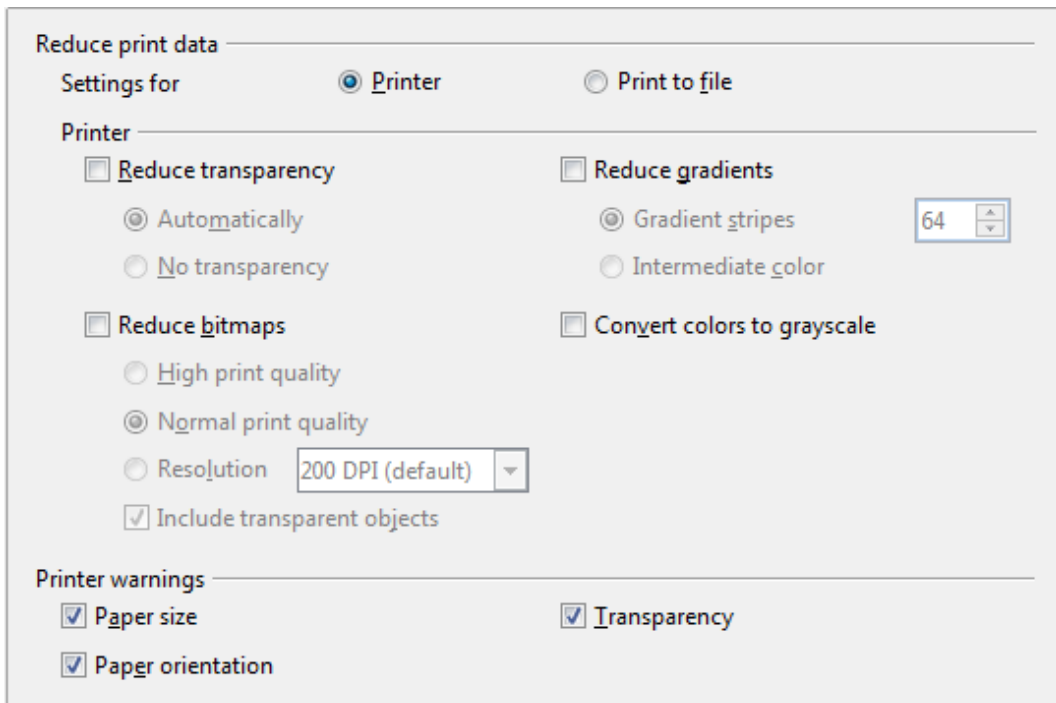 Reduce print data
Settings for Printer Print to file
Printer
Reduce transparency Reduce gradients
Automatically Gradient stripes 64
No transparency Intermediate color
Reduce bitmaps Convert colors to grayscale
High print quality
Normal print quality
Resolution 200 DPI (default)
Include transparent objects
Printer warnings
Paper size Transparency
Paper orientation